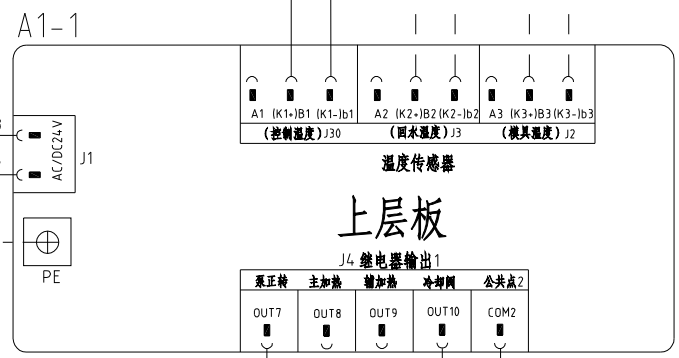 A1-1
A1 (K1+)B1 (K1-)b1 A2 (K2+)B2 (K2-)b2 A3 (K3+)B3 (K3-)b3
(控制温度)J30 (回水温度)J3 (模具温度)J2
温度传感器
AC/DC24V
J1
上层板
PE
J4 继电器输出1
泵正转 主加热 辅加热 冷却阀 公共点2
OUT7 OUT8 OUT9 OUT10 COM2